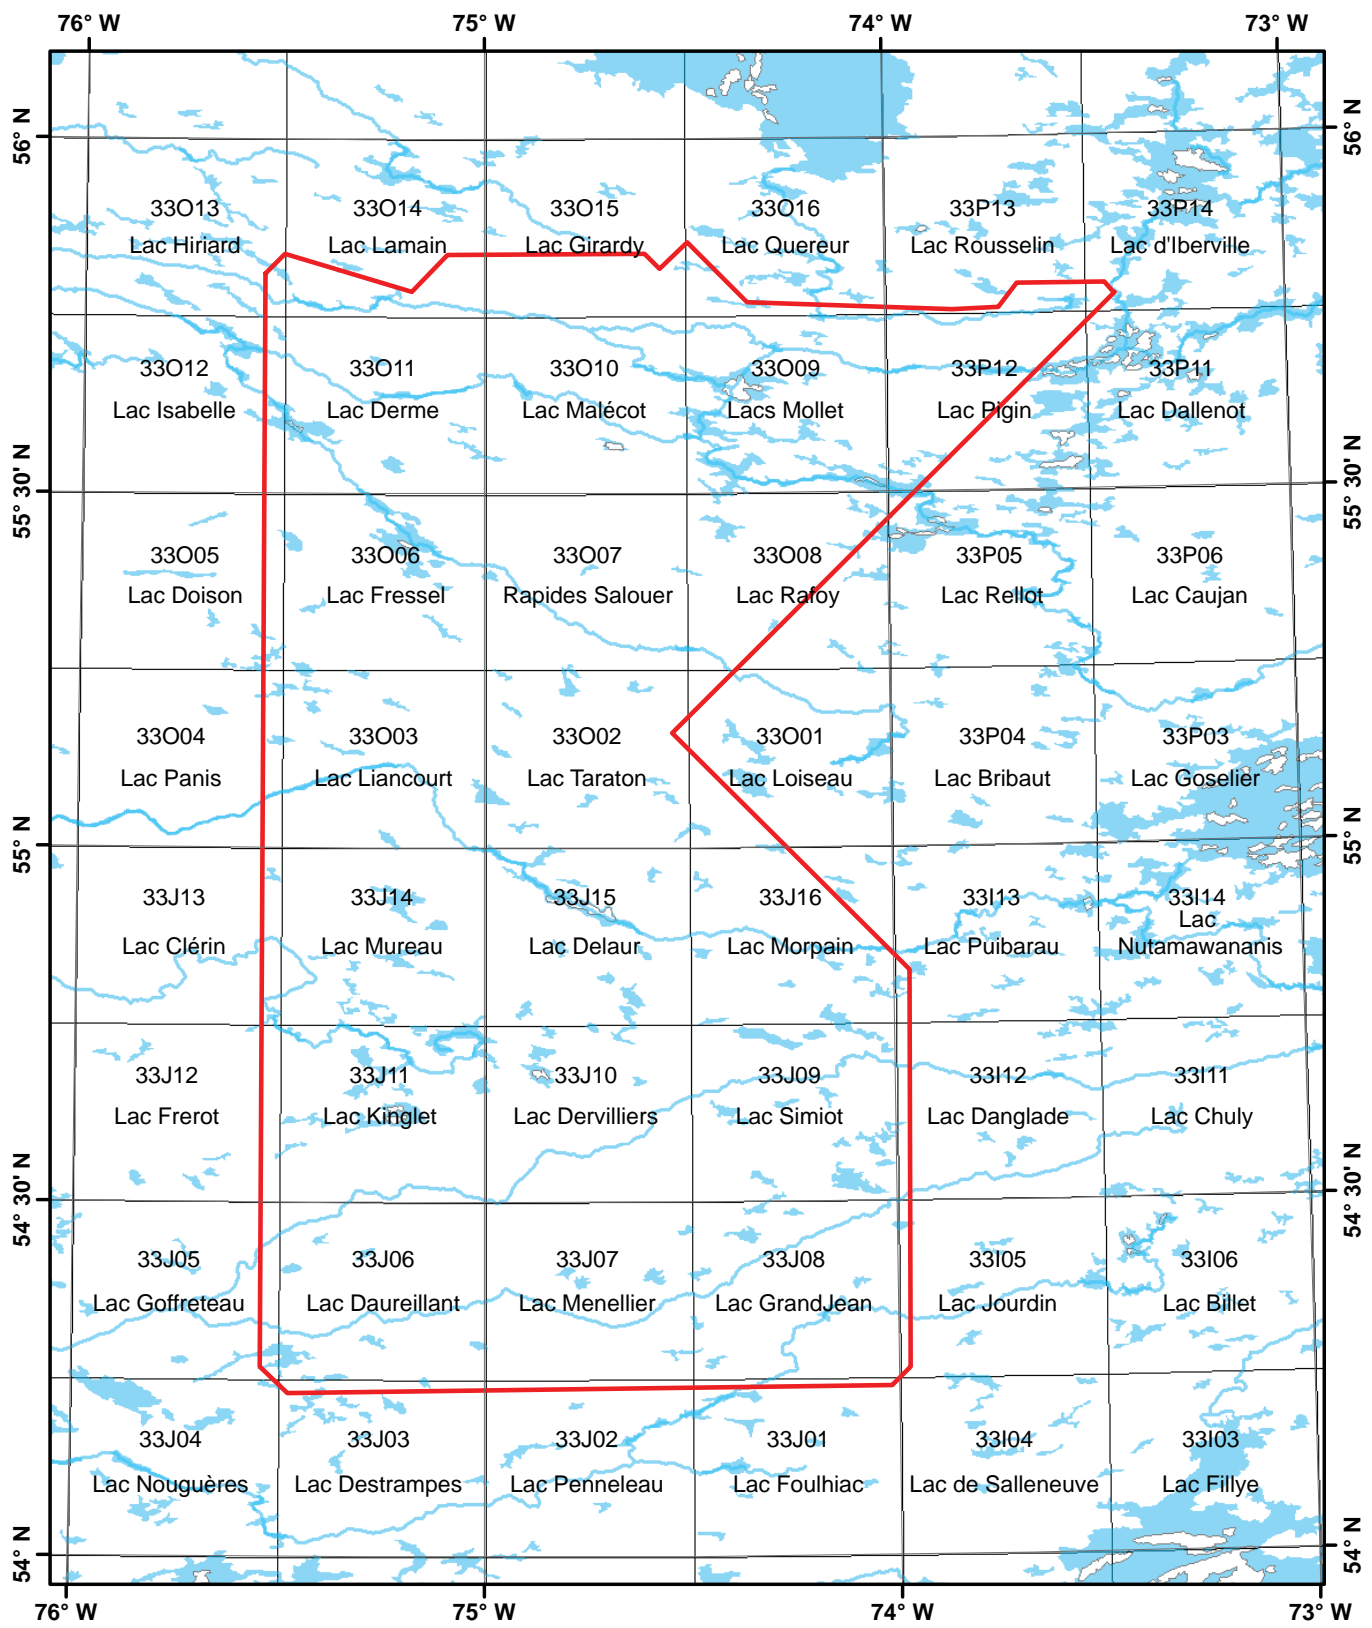 76° W 75° W 74° W 73° W
56° N 56° N
33O13 33O14 33O15 33O16 33P13 33P14
Lac Hiriard Lac Lamain Lac Girardy Lac Quereur Lac Rousselin Lac d'Iberville
33O12 33O11 33O10 33O09 33P12 33P11
Lac Isabelle Lac Derme Lac Malécot Lacs Mollet Lac Pigin Lac Dallenot
55° 30' N 55° 30' N
33O05 33O06 33O07 33O08 33P05 33P06
Lac Doison Lac Fressel Rapides Salouer Lac Rafoy Lac Rellot Lac Caujan
33O04 33O03 33O02 33O01 33P04 33P03
Lac Panis Lac Liancourt Lac Taraton Lac Loiseau Lac Bribaut Lac Goselier
55° N 55° N
33J13 33J14 33J15 33J16 33I13 33I14
Lac
Lac Clérin Lac Mureau Lac Delaur Lac Morpain Lac Puibarau Nutamawananis
33J12 33J11 33J10 33J09 33I12 33I11
Lac Frerot Lac Kinglet Lac Dervilliers Lac Simiot Lac Danglade Lac Chuly
54° 30' N 54° 30' N
33J05 33J06 33J07 33J08 33I05 33I06
Lac Goffreteau Lac Daureillant Lac Menellier Lac GrandJean Lac Jourdin Lac Billet
33J04 33J03 33J02 33J01 33I04 33I03
Lac Nouguères Lac Destrampes Lac Penneleau Lac Foulhiac Lac de Salleneuve Lac Fillye
54° N 54° N
76° W 75° W 74° W 73° W